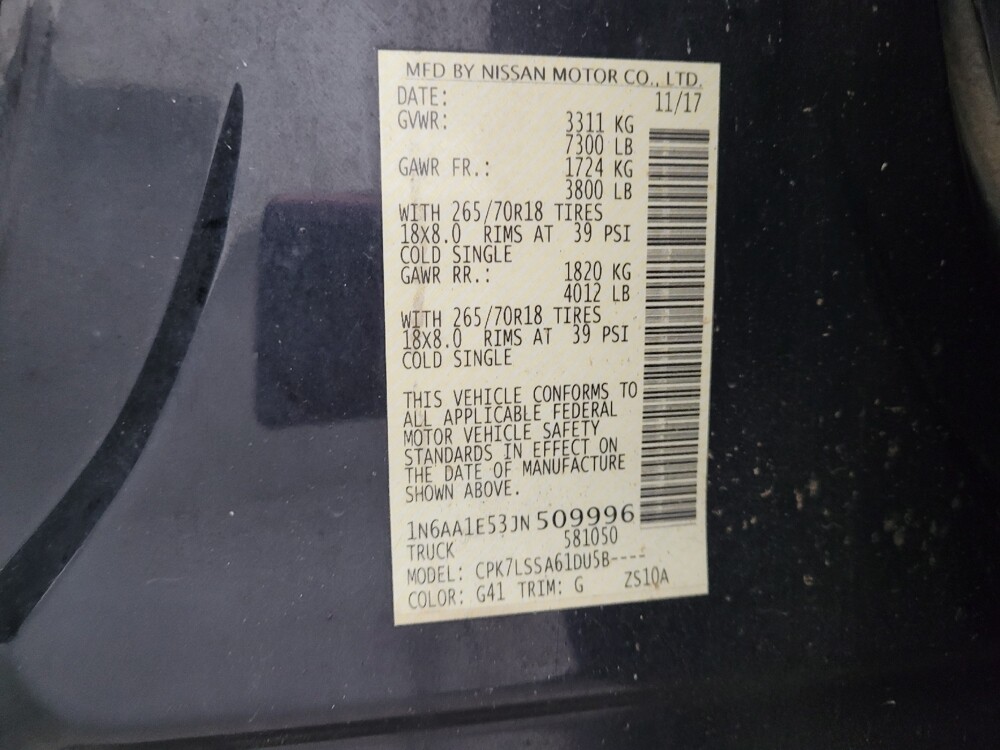 MFD BY NISSAN MOTOR CO., LTD.
DATE: 11/17
GVWR: 3311 KG
7300 LB
GAWR FR.: 1724 KG
3800 LB
WITH 265/70R18 TIRES
18X8.0 RIMS AT 39 PSI
COLD SINGLE
GAWR RR.: 1820 KG
4012 LB
WITH 265/70R18 TIRES
18X8.0 RIMS AT 39 PSI
COLD SINGLE
THIS VEHICLE CONFORMS TO
ALL APPLICABLE FEDERAL
MOTOR VEHICLE SAFETY
STANDARDS IN EFFECT ON
THE DATE OF MANUFACTURE
SHOWN ABOVE.
1N6AA1E53JN509996
TRUCK 581050
MODEL: CPK7LSSA61DU5B----
COLOR: G41 TRIM: G ZS10A